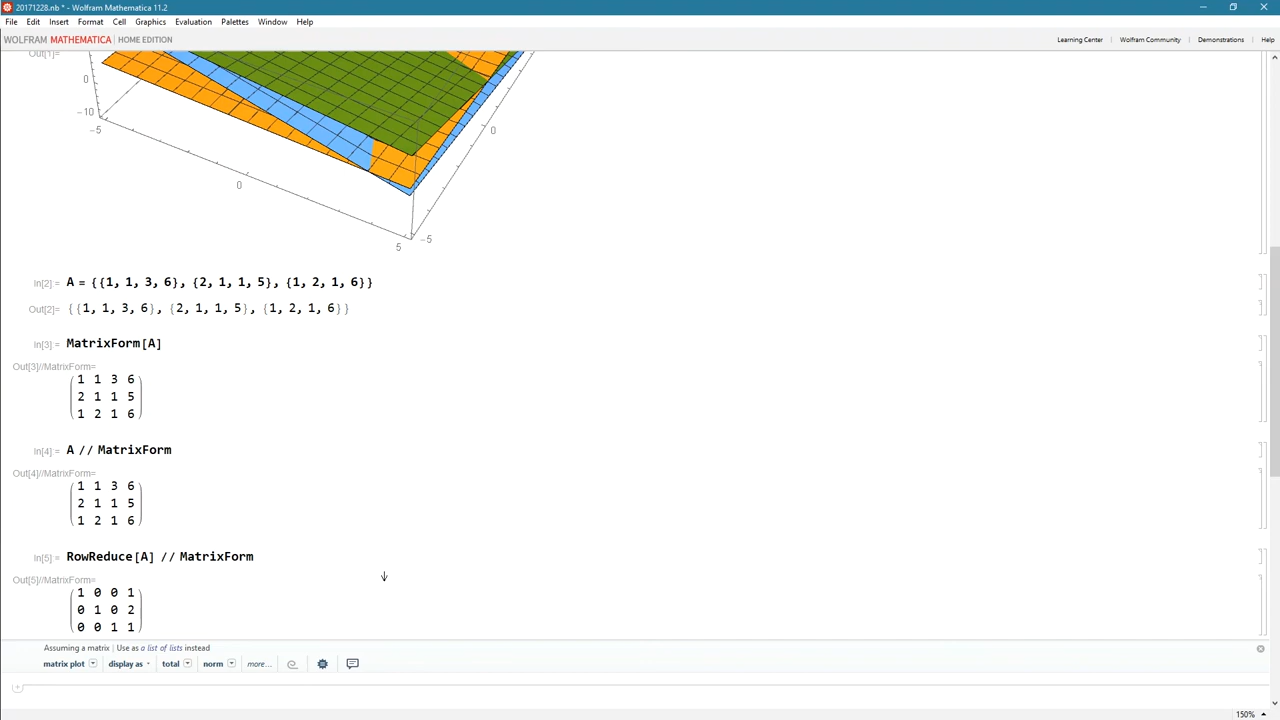 20171228.nb * - Wolfram Mathematica 11.2
File Edit Insert Format Cell Graphics Evaluation Palettes Window Help
WOLFRAM MATHEMATICA | HOME EDITION
Learning Center | Wolfram Community | Demonstrations | Help
Out[1]=
0
-10
-5
0
5
0
-5
In[2]:= A = {{1, 1, 3, 6}, {2, 1, 1, 5}, {1, 2, 1, 6}}
Out[2]= {{1, 1, 3, 6}, {2, 1, 1, 5}, {1, 2, 1, 6}}
In[3]:= MatrixForm[A]
Out[3]//MatrixForm=
1 1 3 6
2 1 1 5
1 2 1 6
In[4]:= A // MatrixForm
Out[4]//MatrixForm=
1 1 3 6
2 1 1 5
1 2 1 6
In[5]:= RowReduce[A] // MatrixForm
Out[5]//MatrixForm=
1 0 0 1
0 1 0 2
0 0 1 1
Assuming a matrix | Use as a list of lists instead
matrix plot display as total norm more...
150%